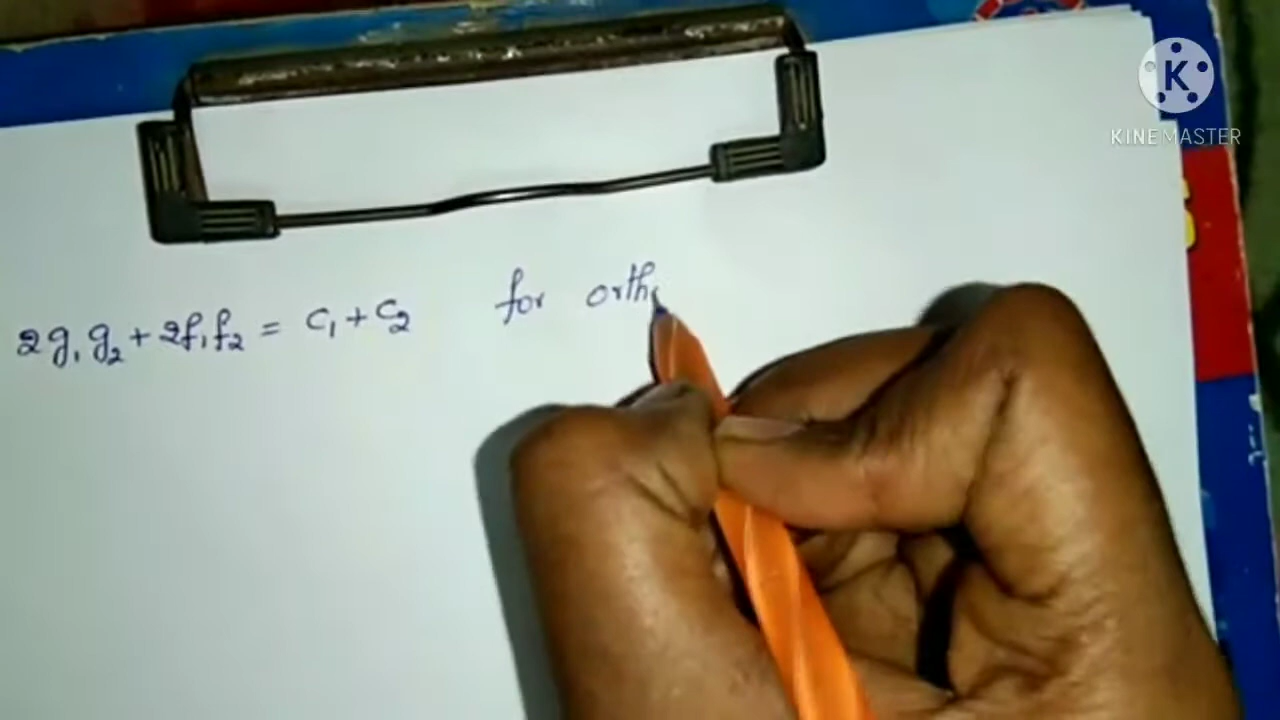 KINEMASTER
2g₁g₂ + 2f₁f₂ = c₁ + c₂ for orth